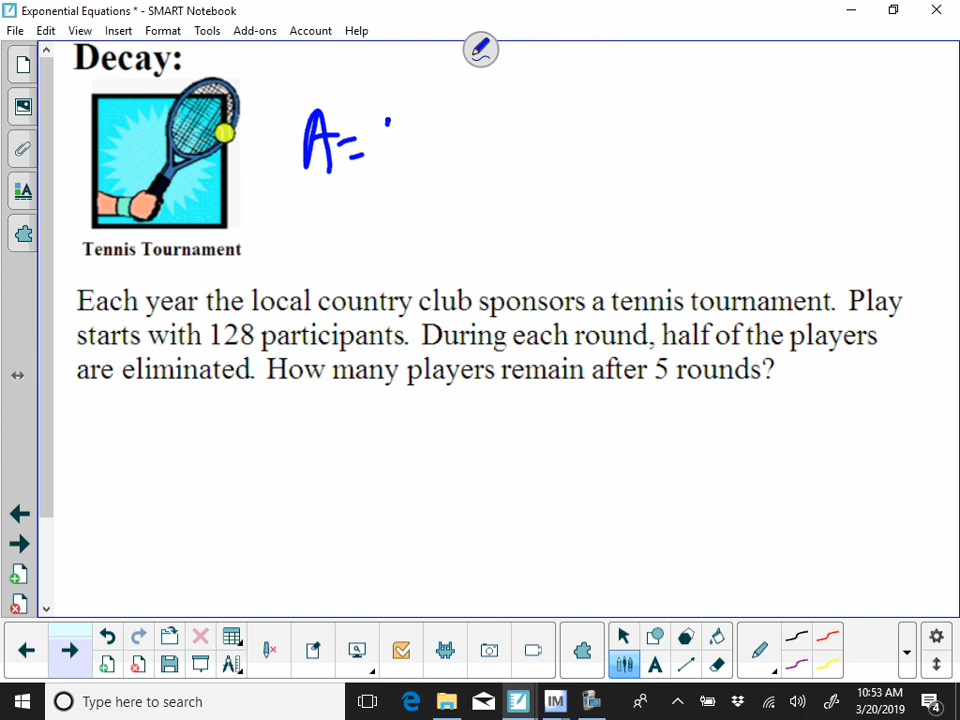 Exponential Equations * - SMART Notebook
File Edit View Insert Format Tools Add-ons Account Help
Decay:
A=
Tennis Tournament
Each year the local country club sponsors a tennis tournament. Play
starts with 128 participants. During each round, half of the players
are eliminated. How many players remain after 5 rounds?
Type here to search
IM
10:53 AM
3/20/2019
4